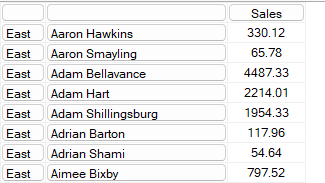 Sales
East Aaron Hawkins 330.12
East Aaron Smayling 65.78
East Adam Bellavance 4487.33
East Adam Hart 2214.01
East Adam Shillingsburg 1954.33
East Adrian Barton 117.96
East Adrian Shami 54.64
East Aimee Bixby 797.52